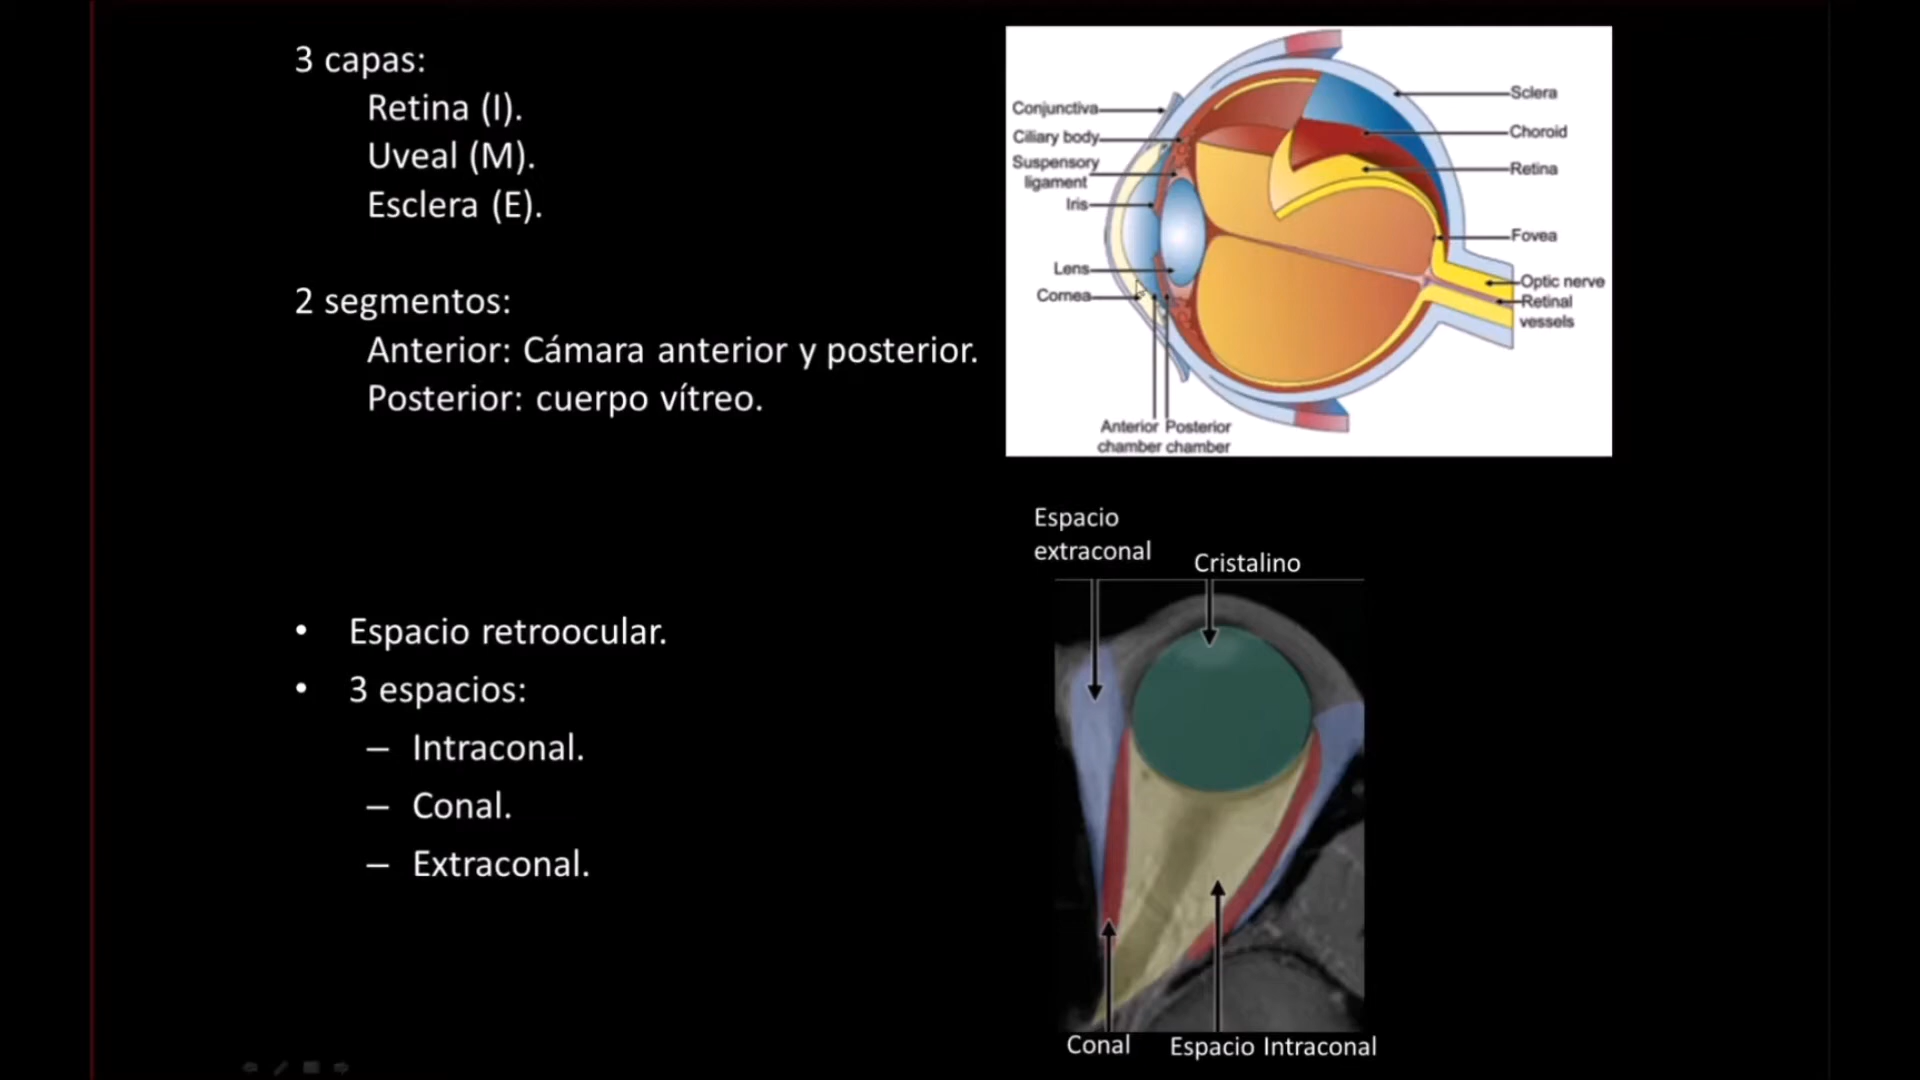 3 capas:
Retina (I).
Uveal (M).
Esclera (E).
2 segmentos:
Anterior: Cámara anterior y posterior.
Posterior: cuerpo vítreo.
• Espacio retroocular.
• 3 espacios:
– Intraconal.
– Conal.
– Extraconal.
Conjunctiva
Ciliary body
Suspensory
ligament
Iris
Lens
Cornea
Anterior
chamber
Posterior
chamber
Sclera
Choroid
Retina
Fovea
Optic nerve
Retinal
vessels
Espacio
extraconal
Cristalino
Conal
Espacio Intraconal